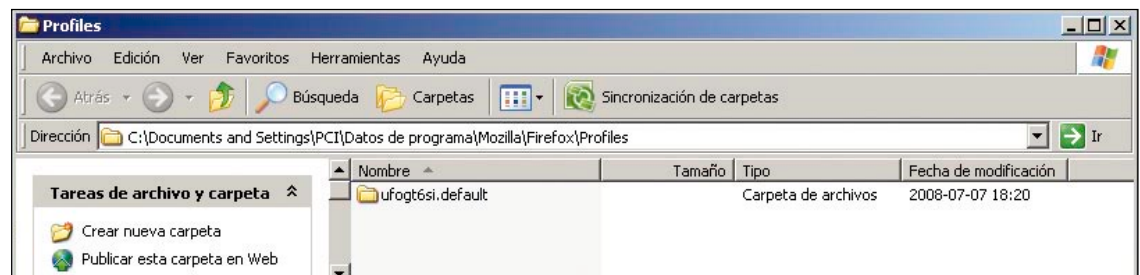 Profiles
Archivo Edición Ver Favoritos Herramientas Ayuda
Atrás Búsqueda Carpetas Sincronización de carpetas
Dirección C:\Documents and Settings\PCI\Datos de programa\Mozilla\Firefox\Profiles Ir
Tareas de archivo y carpeta
Crear nueva carpeta
Publicar esta carpeta en Web
Nombre Tamaño Tipo Fecha de modificación
ufogt6si.default Carpeta de archivos 2008-07-07 18:20